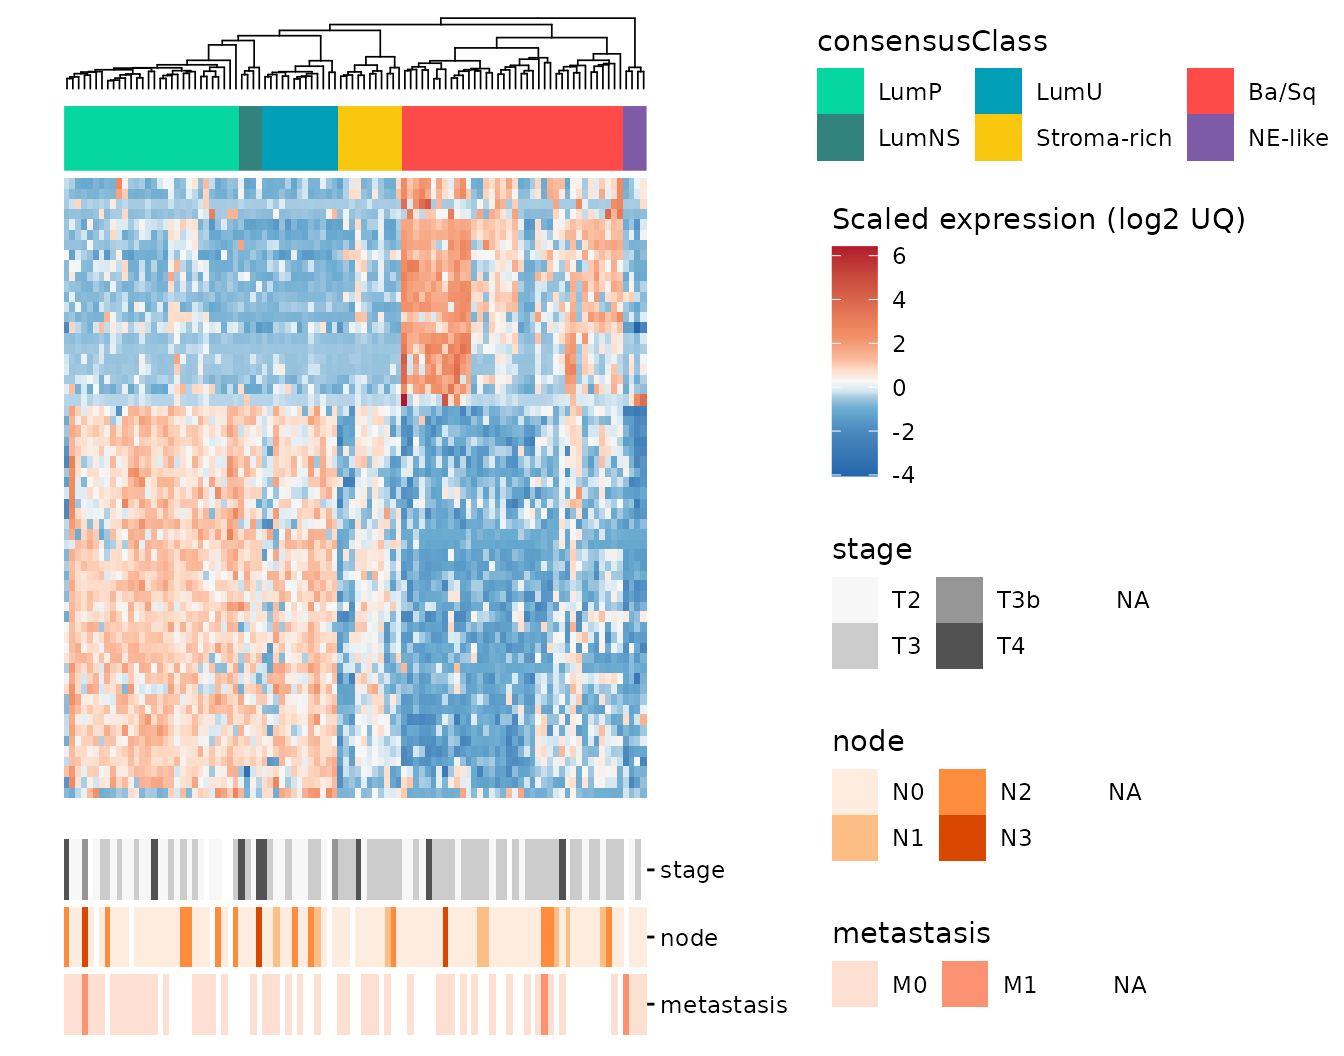 consensusClass
LumP LumU Ba/Sq
LumNS Stroma-rich NE-like
Scaled expression (log2 UQ)
6
4
2
0
-2
-4
stage
T2 T3b NA
T3 T4
node
N0 N2 NA
N1 N3
metastasis
M0 M1 NA
stage
node
metastasis